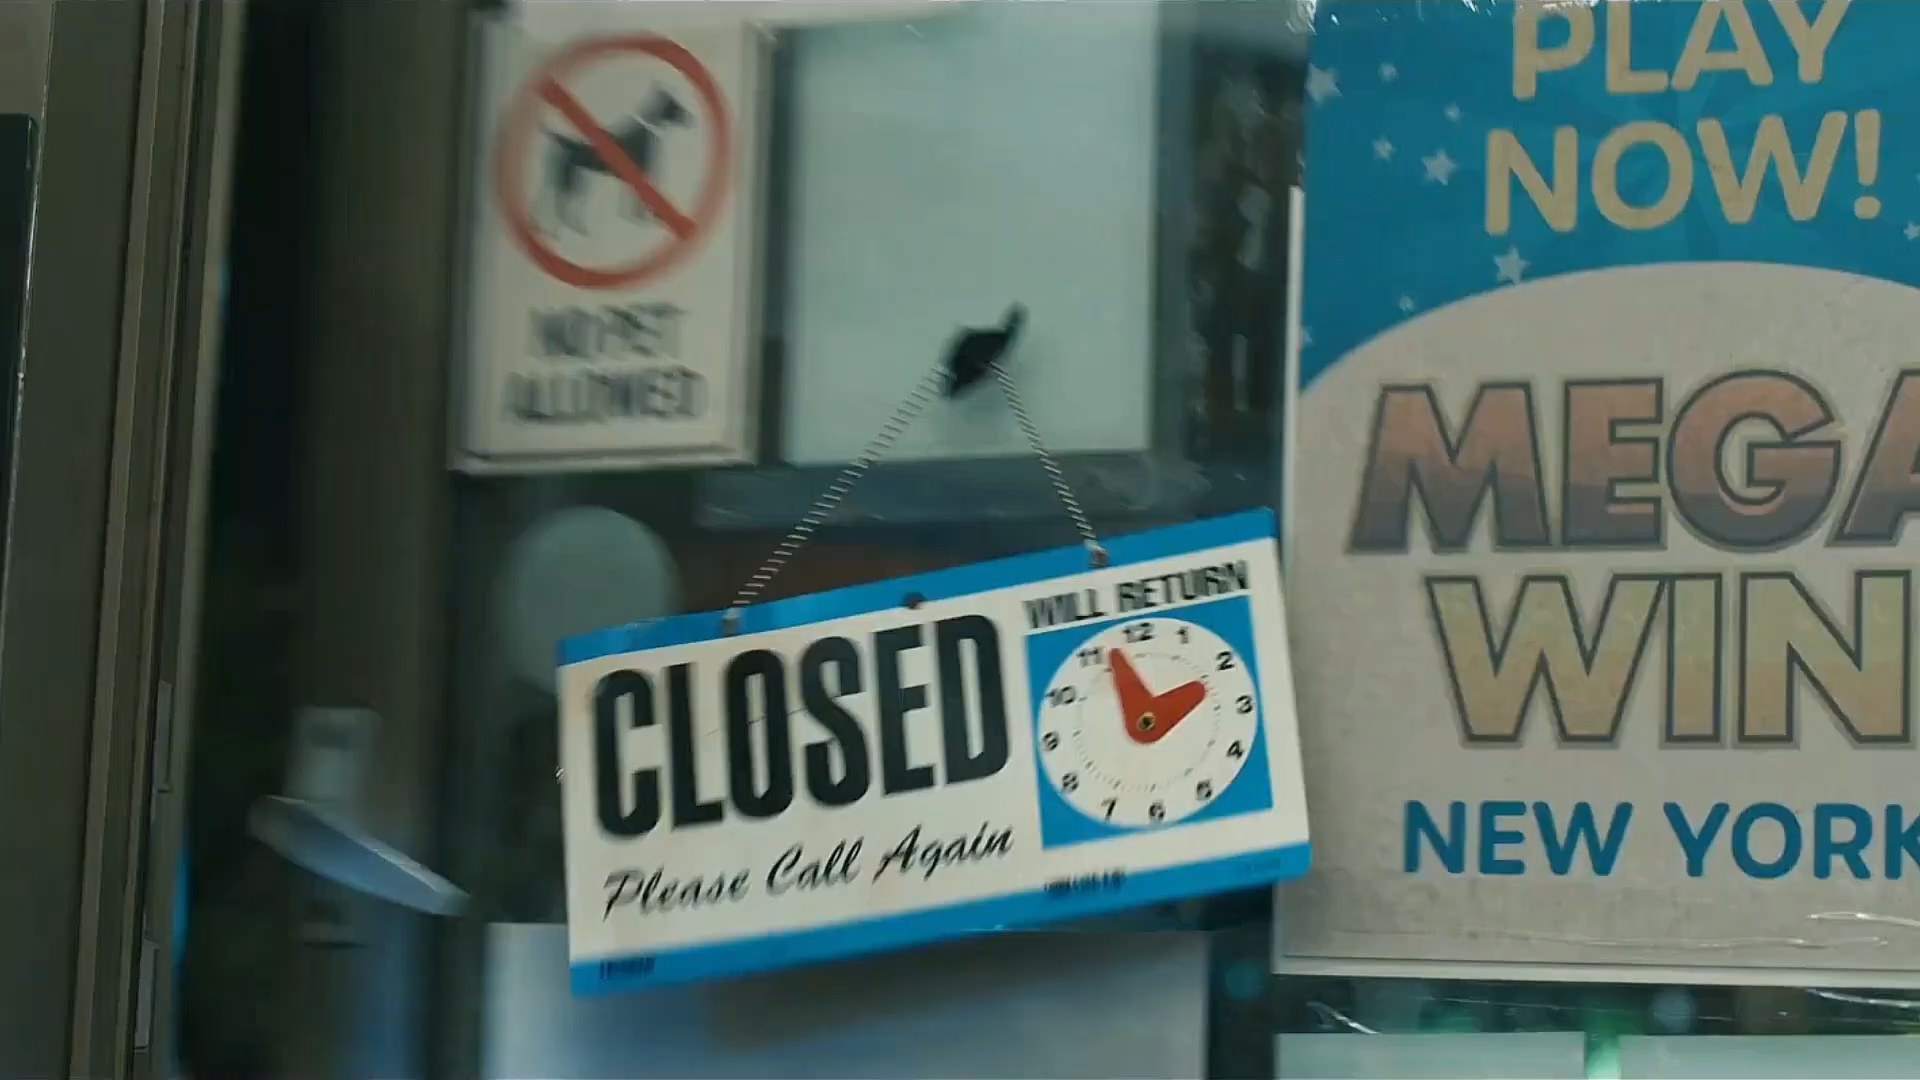 NO PET
ALLOWED
CLOSED
Please Call Again
WILL RETURN
12
1
2
3
4
5
6
7
8
9
10
11
PLAY
NOW!
MEGA
WIN
NEW YORK